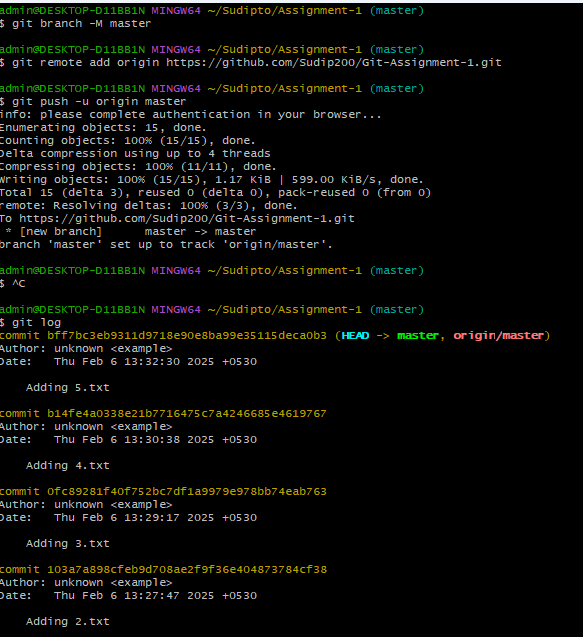 admin@DESKTOP-D11BB1N MINGW64 ~/Sudipto/Assignment-1 (master)
$ git branch -M master
admin@DESKTOP-D11BB1N MINGW64 ~/Sudipto/Assignment-1 (master)
$ git remote add origin https://github.com/Sudip200/Git-Assignment-1.git
admin@DESKTOP-D11BB1N MINGW64 ~/Sudipto/Assignment-1 (master)
$ git push -u origin master
info: please complete authentication in your browser...
Enumerating objects: 15, done.
Counting objects: 100% (15/15), done.
Delta compression using up to 4 threads
Compressing objects: 100% (11/11), done.
Writing objects: 100% (15/15), 1.17 KiB | 599.00 KiB/s, done.
Total 15 (delta 3), reused 0 (delta 0), pack-reused 0 (from 0)
remote: Resolving deltas: 100% (3/3), done.
To https://github.com/Sudip200/Git-Assignment-1.git
* [new branch]      master -> master
branch 'master' set up to track 'origin/master'.
admin@DESKTOP-D11BB1N MINGW64 ~/Sudipto/Assignment-1 (master)
$ ^C
admin@DESKTOP-D11BB1N MINGW64 ~/Sudipto/Assignment-1 (master)
$ git log
commit bff7bc3eb9311d9718e90e8ba99e35115deca0b3 (HEAD -> master, origin/master)
Author: unknown <example>
Date:   Thu Feb 6 13:32:30 2025 +0530
Adding 5.txt
commit b14fe4a0338e21b7716475c7a4246685e4619767
Author: unknown <example>
Date:   Thu Feb 6 13:30:38 2025 +0530
Adding 4.txt
commit 0fc89281f40f752bc7df1a9979e978bb74eab763
Author: unknown <example>
Date:   Thu Feb 6 13:29:17 2025 +0530
Adding 3.txt
commit 103a7a898cfeb9d708ae2f9f36e404873784cf38
Author: unknown <example>
Date:   Thu Feb 6 13:27:47 2025 +0530
Adding 2.txt